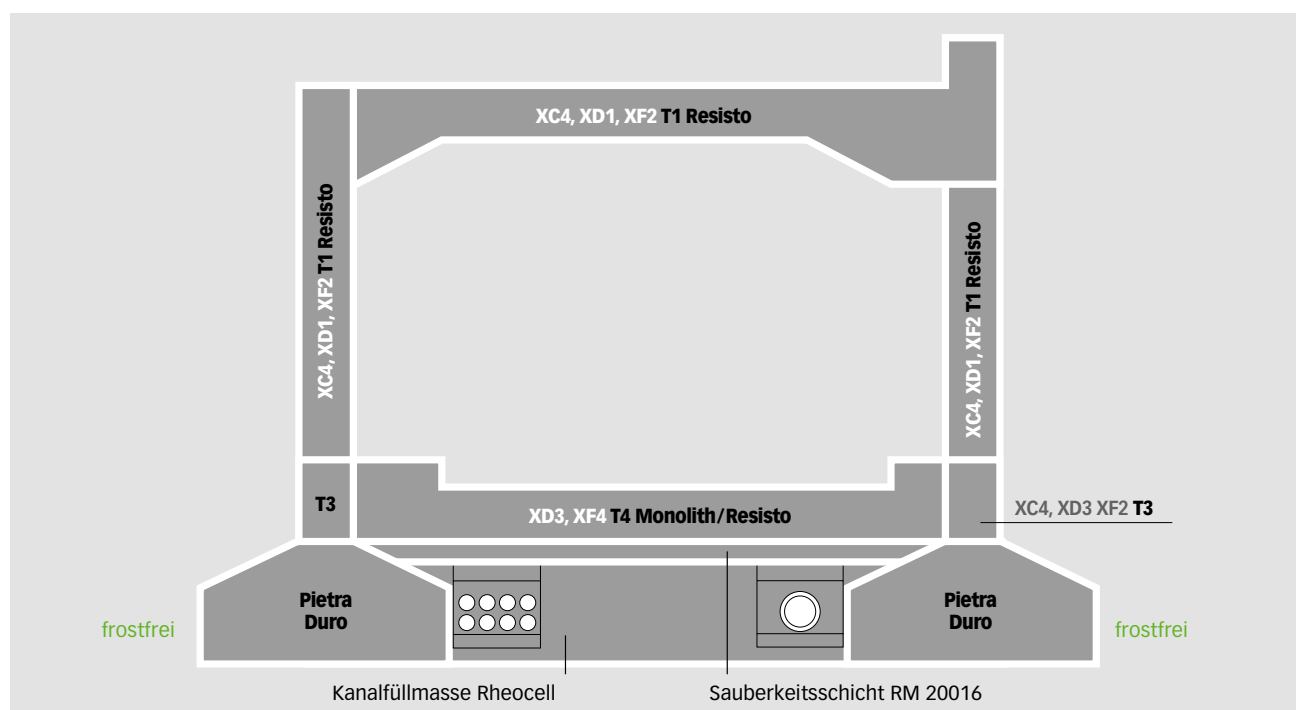 XC4, XD1, XF2 T1 Resisto
XC4, XD1, XF2 T1 Resisto
XC4, XD1, XF2 T1 Resisto
T3
XD3, XF4 T4 Monolith/Resisto
XC4, XD3 XF2 T3
Pietra
Duro
Pietra
Duro
frostfrei
frostfrei
Kanalfüllmasse Rheocell
Sauberkeitsschicht RM 20016